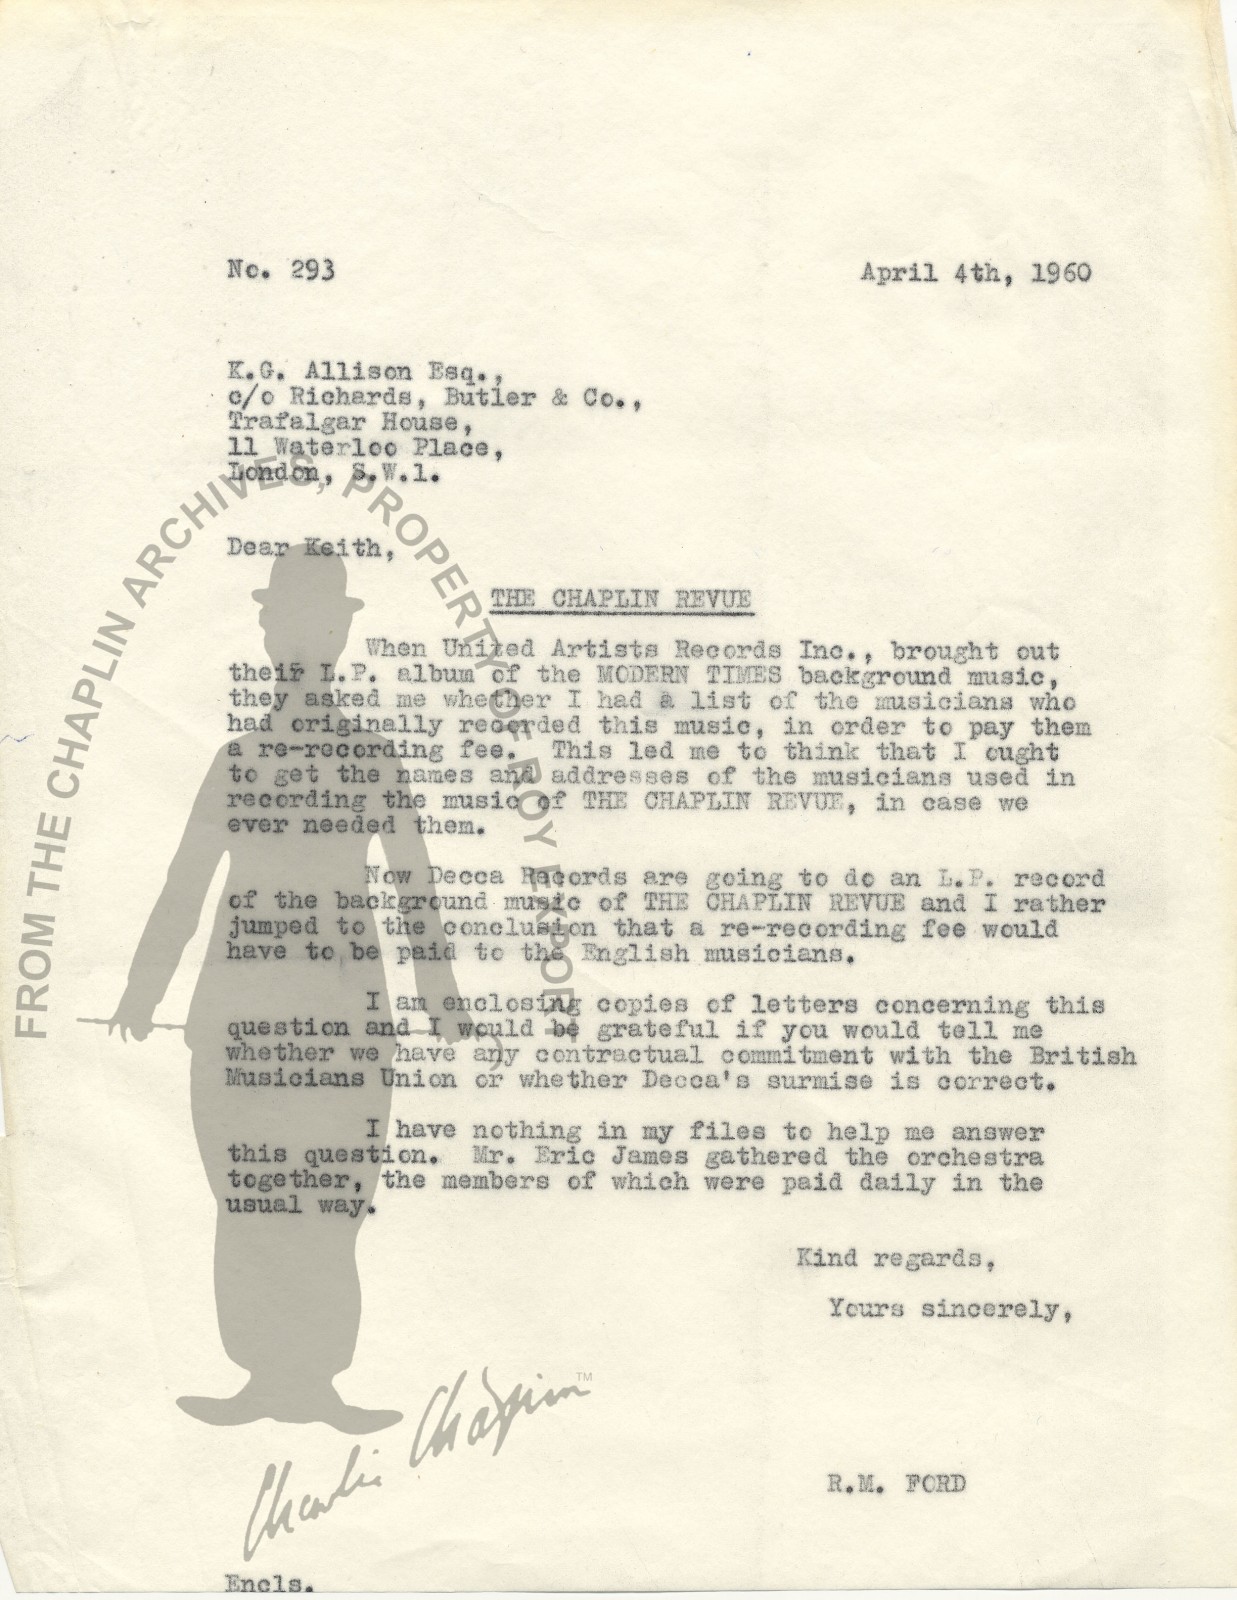 No. 293
April 4th, 1960
K.G. Allison Esq.,
c/o Richards, Butler & Co.,
Trafalgar House,
11 Waterloo Place,
London, S.W.1.
Dear Keith,
THE CHAPLIN REVUE
When United Artists Records Inc., brought out
their L.P. album of the MODERN TIMES background music,
they asked me whether I had a list of the musicians who
had originally recorded this music, in order to pay them
a re-recording fee. This led me to think that I ought
to get the names and addresses of the musicians used in
recording the music of THE CHAPLIN REVUE, in case we
ever needed them.
Now Decca Records are going to do an L.P. record
of the background music of THE CHAPLIN REVUE and I rather
jumped to the conclusion that a re-recording fee would
have to be paid to the English musicians.
I am enclosing copies of letters concerning this
question and I would be grateful if you would tell me
whether we have any contractual commitment with the British
Musicians Union or whether Decca's surmise is correct.
I have nothing in my files to help me answer
this question. Mr. Eric James gathered the orchestra
together, the members of which were paid daily in the
usual way.
Kind regards,
Yours sincerely,
R.M. FORD
Encls.
FROM THE CHAPLIN ARCHIVES, PROPERTY OF ROY EXPORT
Charlie Chaplin TM